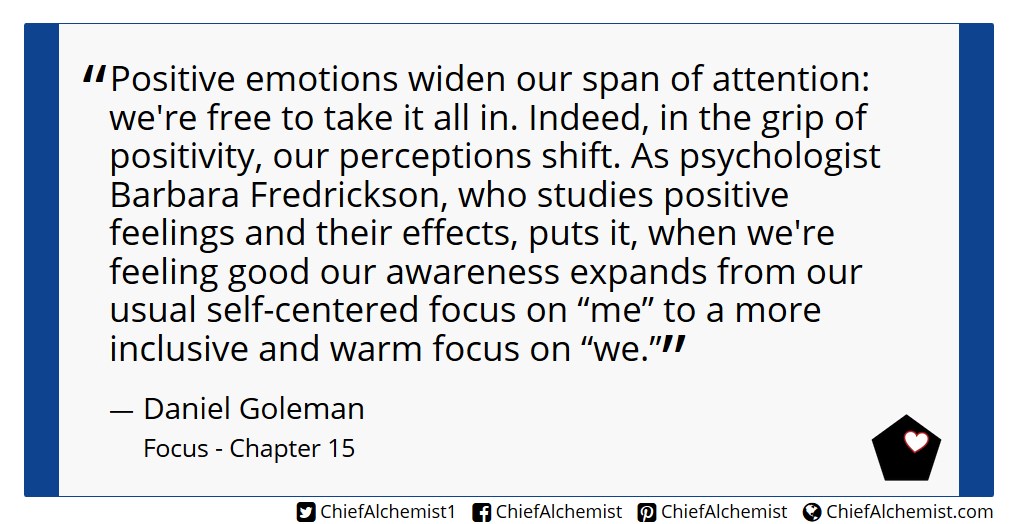 “Positive emotions widen our span of attention:
we're free to take it all in. Indeed, in the grip of
positivity, our perceptions shift. As psychologist
Barbara Fredrickson, who studies positive
feelings and their effects, puts it, when we're
feeling good our awareness expands from our
usual self-centered focus on “me” to a more
inclusive and warm focus on “we.””
— Daniel Goleman
Focus - Chapter 15
ChiefAlchemist1 ChiefAlchemist ChiefAlchemist ChiefAlchemist.com